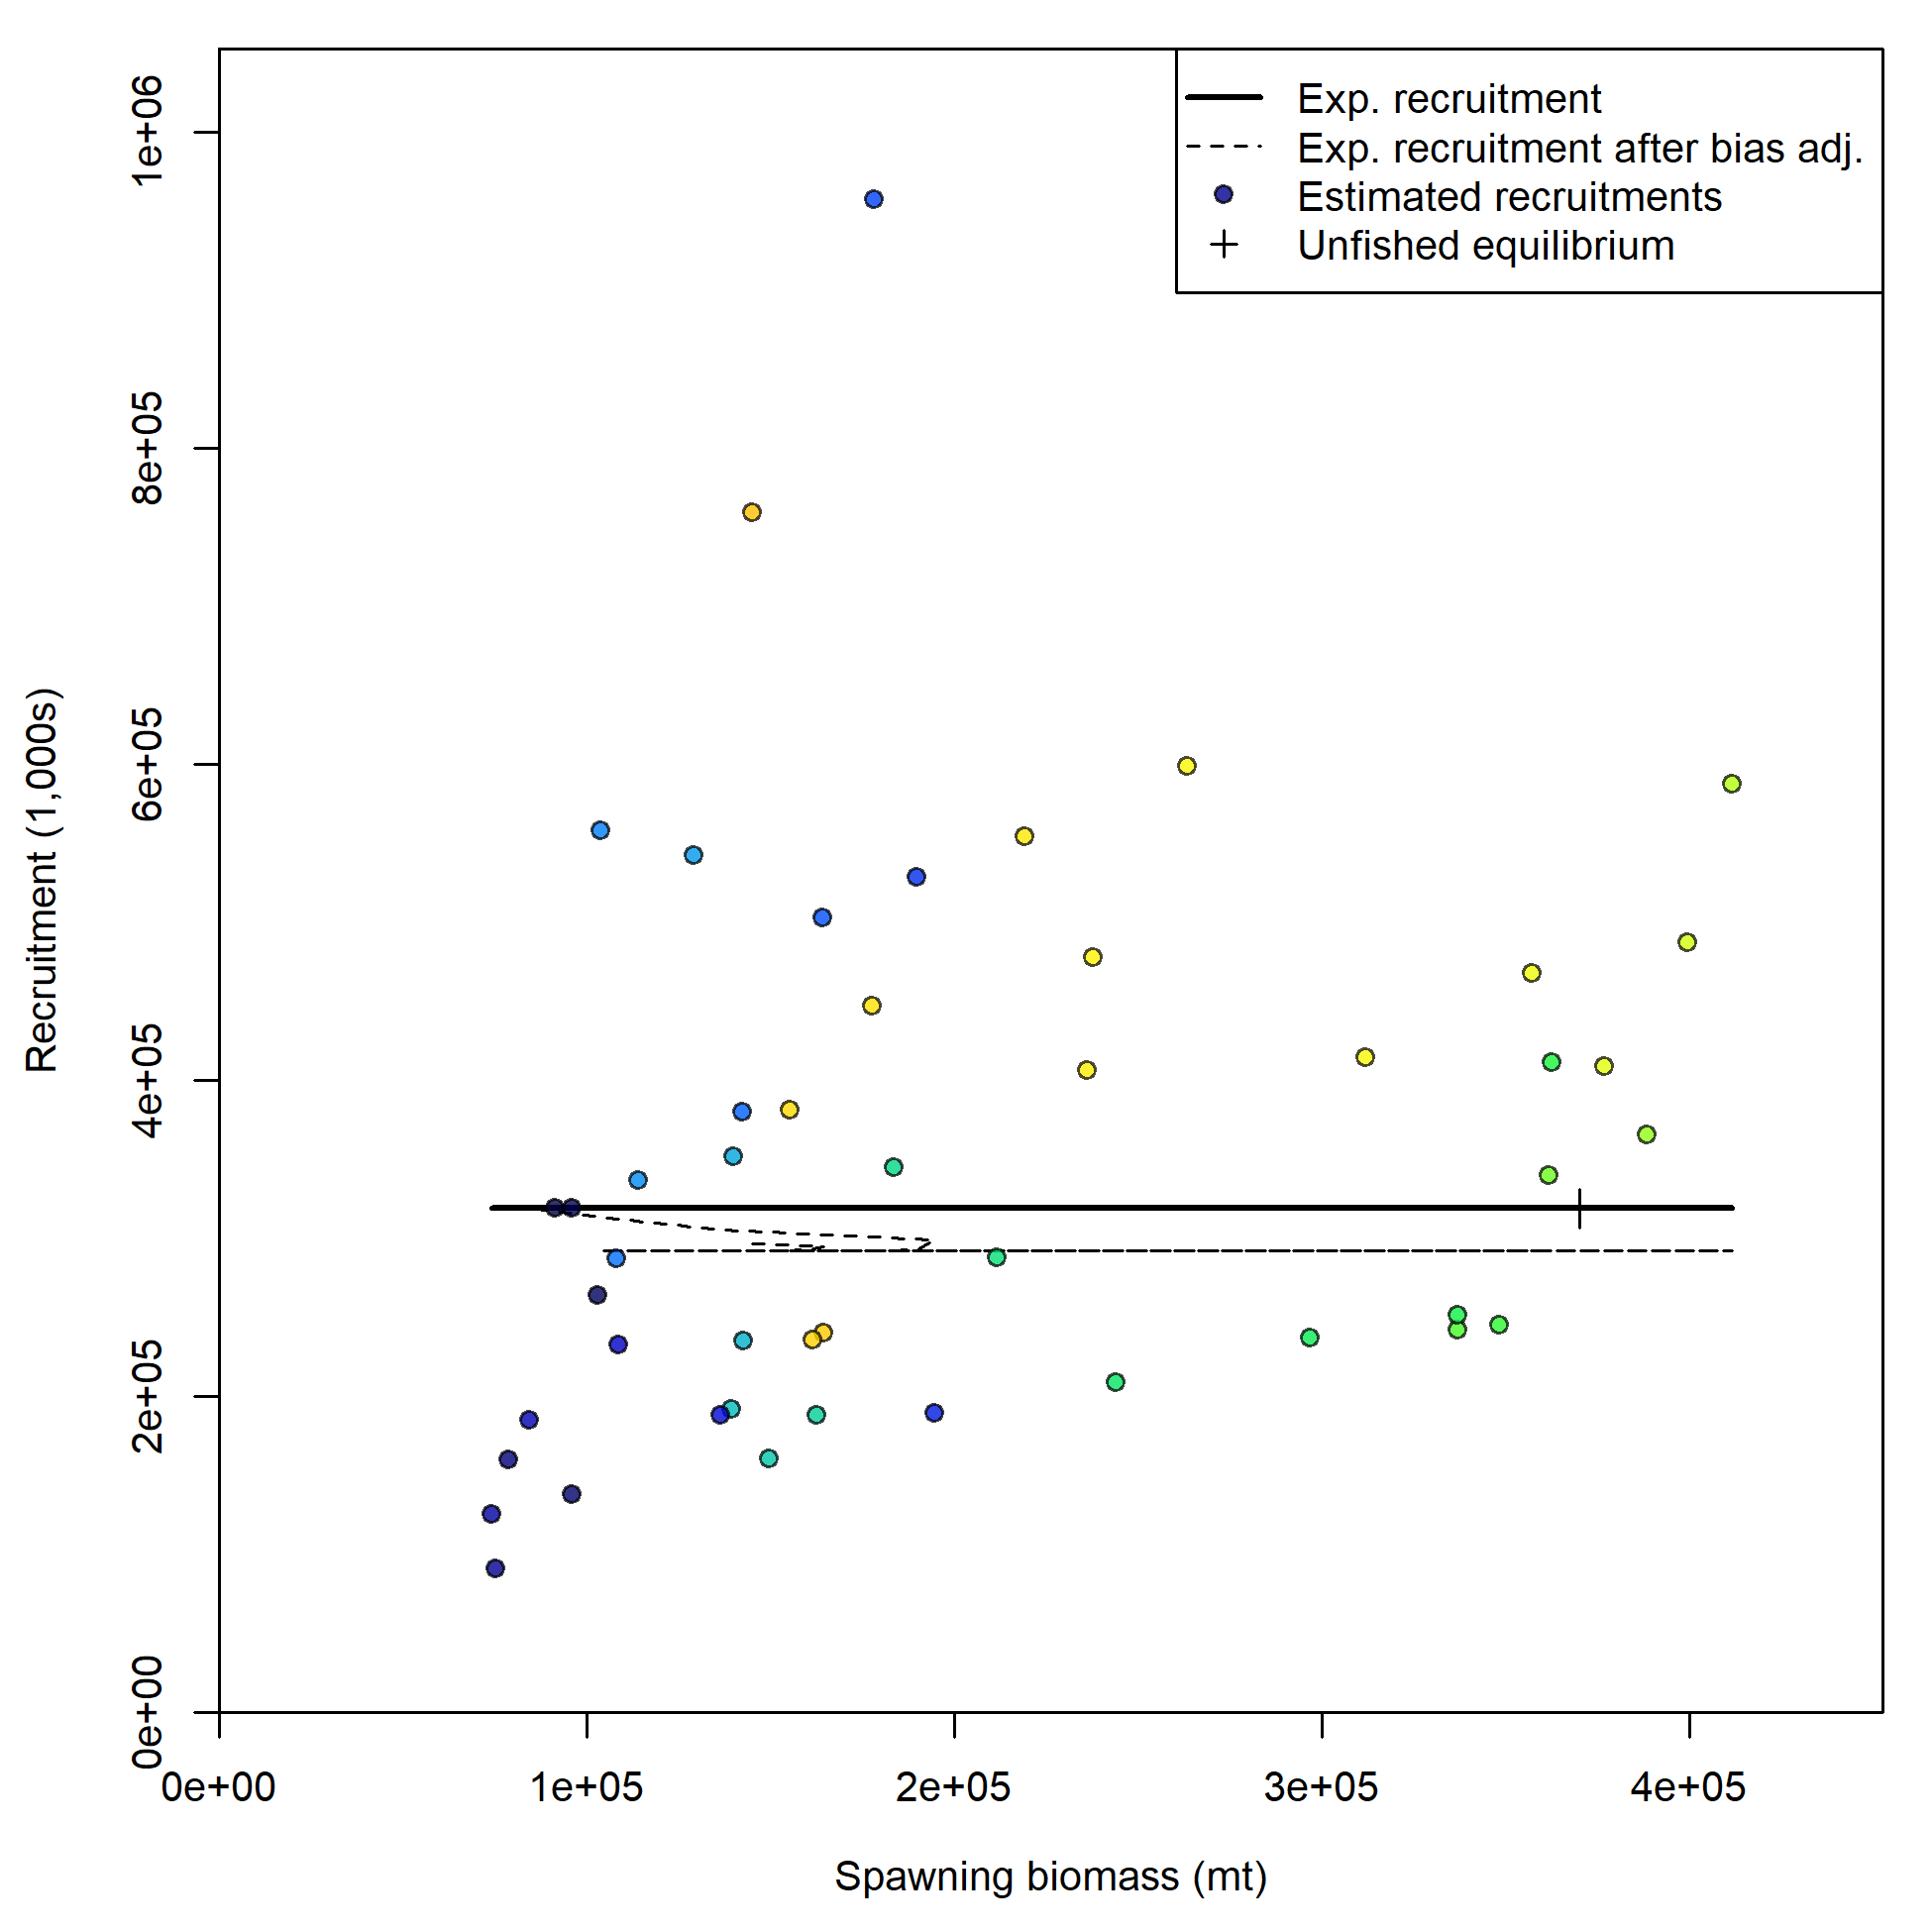 Exp. recruitment
Exp. recruitment after bias adj.
Estimated recruitments
Unfished equilibrium
1e+06
8e+05
6e+05
4e+05
2e+05
0e+00
Recruitment (1,000s)
0e+00 1e+05 2e+05 3e+05 4e+05
Spawning biomass (mt)